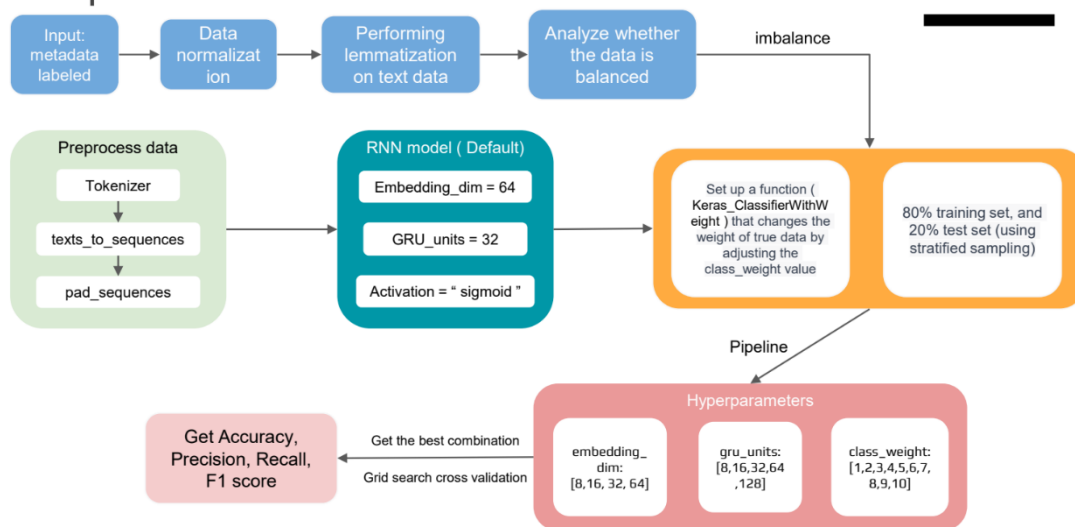 Input:
metadata
labeled
Data
normalizat
ion
Performing
lemmatization
on text data
Analyze whether
the data is
balanced
imbalance
Preprocess data
Tokenizer
texts_to_sequences
pad_sequences
RNN model ( Default)
Embedding_dim = 64
GRU_units = 32
Activation = “ sigmoid ”
Set up a function (
Keras_ClassifierWithW
eight ) that changes the
weight of true data by
adjusting the
class_weight value
80% training set, and
20% test set (using
stratified sampling)
Pipeline
Hyperparameters
embedding_
dim:
[8,16, 32, 64]
gru_units:
[8,16,32,64
,128]
class_weight:
[1,2,3,4,5,6,7,
8,9,10]
Get the best combination
Grid search cross validation
Get Accuracy,
Precision, Recall,
F1 score